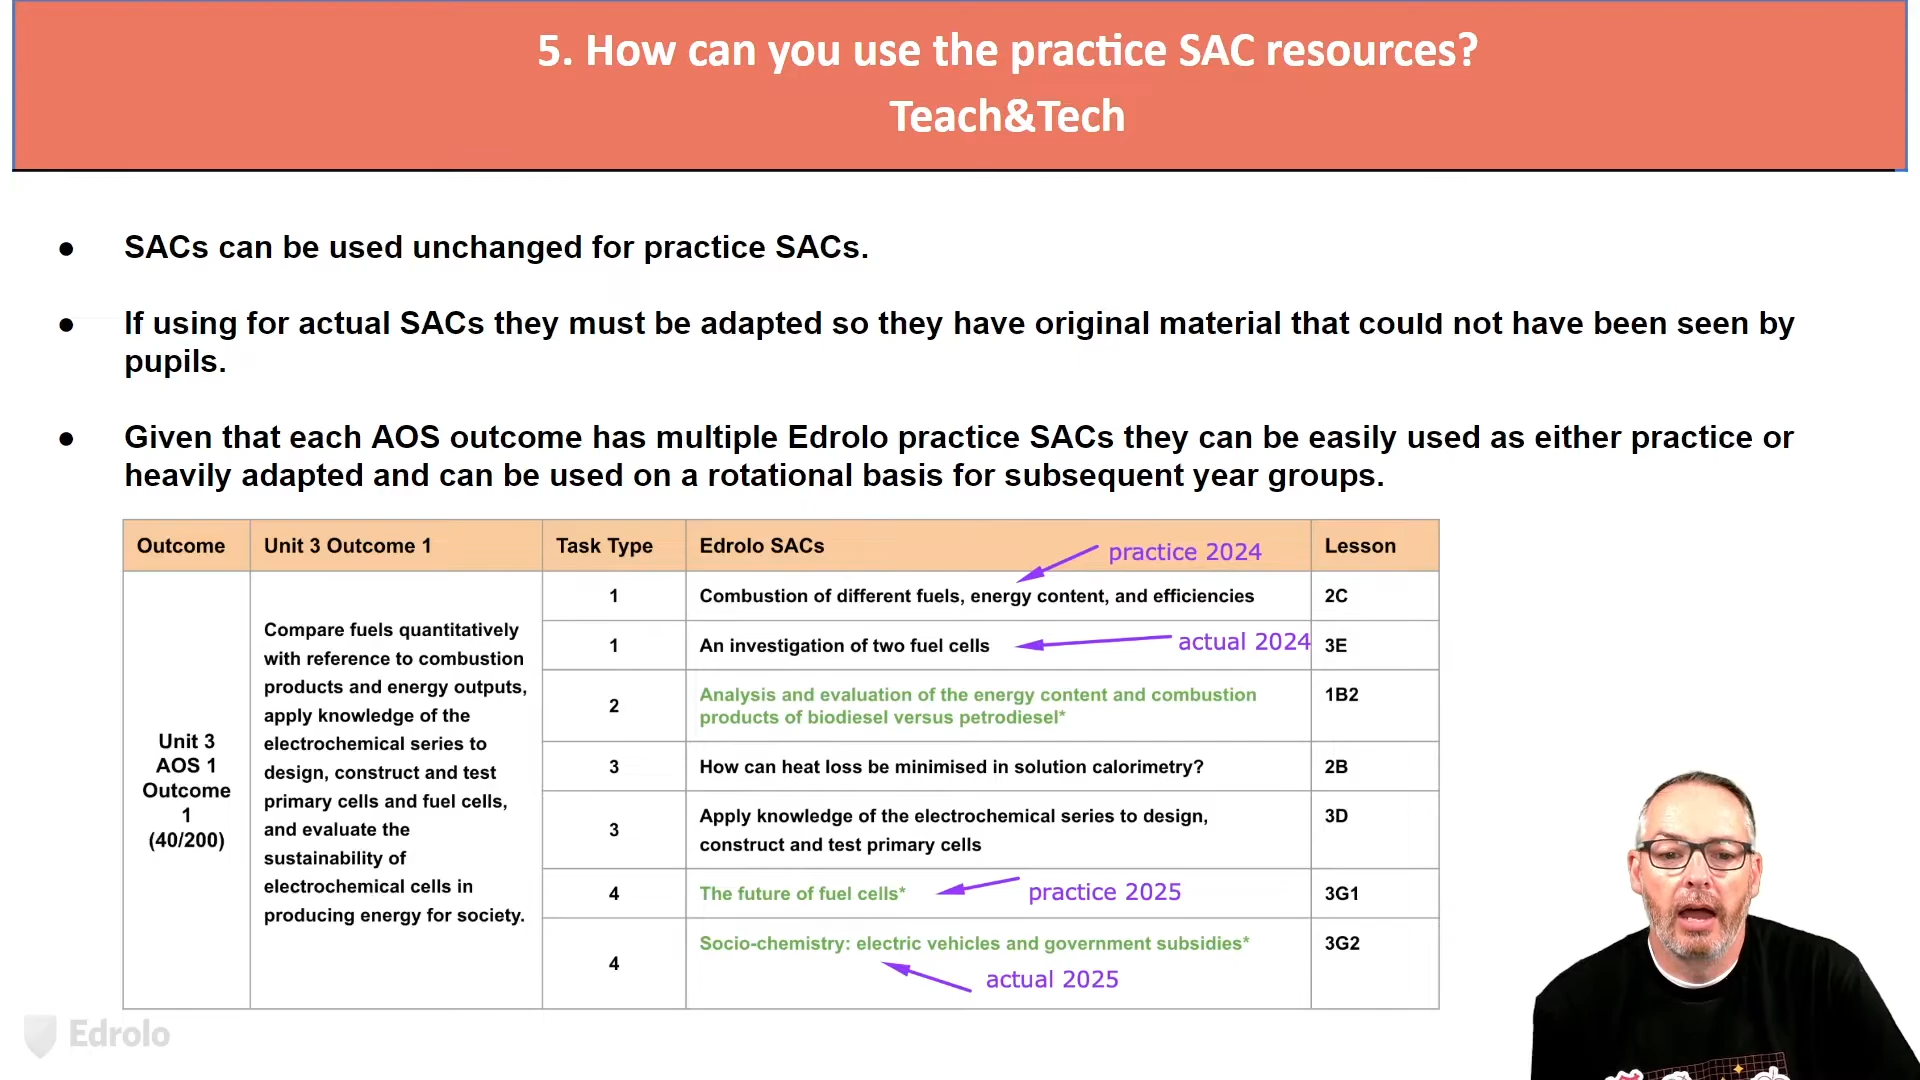 5. How can you use the practice SAC resources?
Teach&Tech
● SACs can be used unchanged for practice SACs.
● If using for actual SACs they must be adapted so they have original material that could not have been seen by
pupils.
● Given that each AOS outcome has multiple Edrolo practice SACs they can be easily used as either practice or
heavily adapted and can be used on a rotational basis for subsequent year groups.
Outcome
Unit 3 Outcome 1
Task Type
Edrolo SACs
practice 2024
Lesson
Unit 3
AOS 1
Outcome
1
(40/200)
Compare fuels quantitatively
with reference to combustion
products and energy outputs,
apply knowledge of the
electrochemical series to
design, construct and test
primary cells and fuel cells,
and evaluate the
sustainability of
electrochemical cells in
producing energy for society.
1
Combustion of different fuels, energy content, and efficiencies
2C
1
An investigation of two fuel cells
actual 2024
3E
2
Analysis and evaluation of the energy content and combustion
products of biodiesel versus petrodiesel*
1B2
3
How can heat loss be minimised in solution calorimetry?
2B
3
Apply knowledge of the electrochemical series to design,
construct and test primary cells
3D
4
The future of fuel cells*
practice 2025
3G1
4
Socio-chemistry: electric vehicles and government subsidies*
actual 2025
3G2
Edrolo